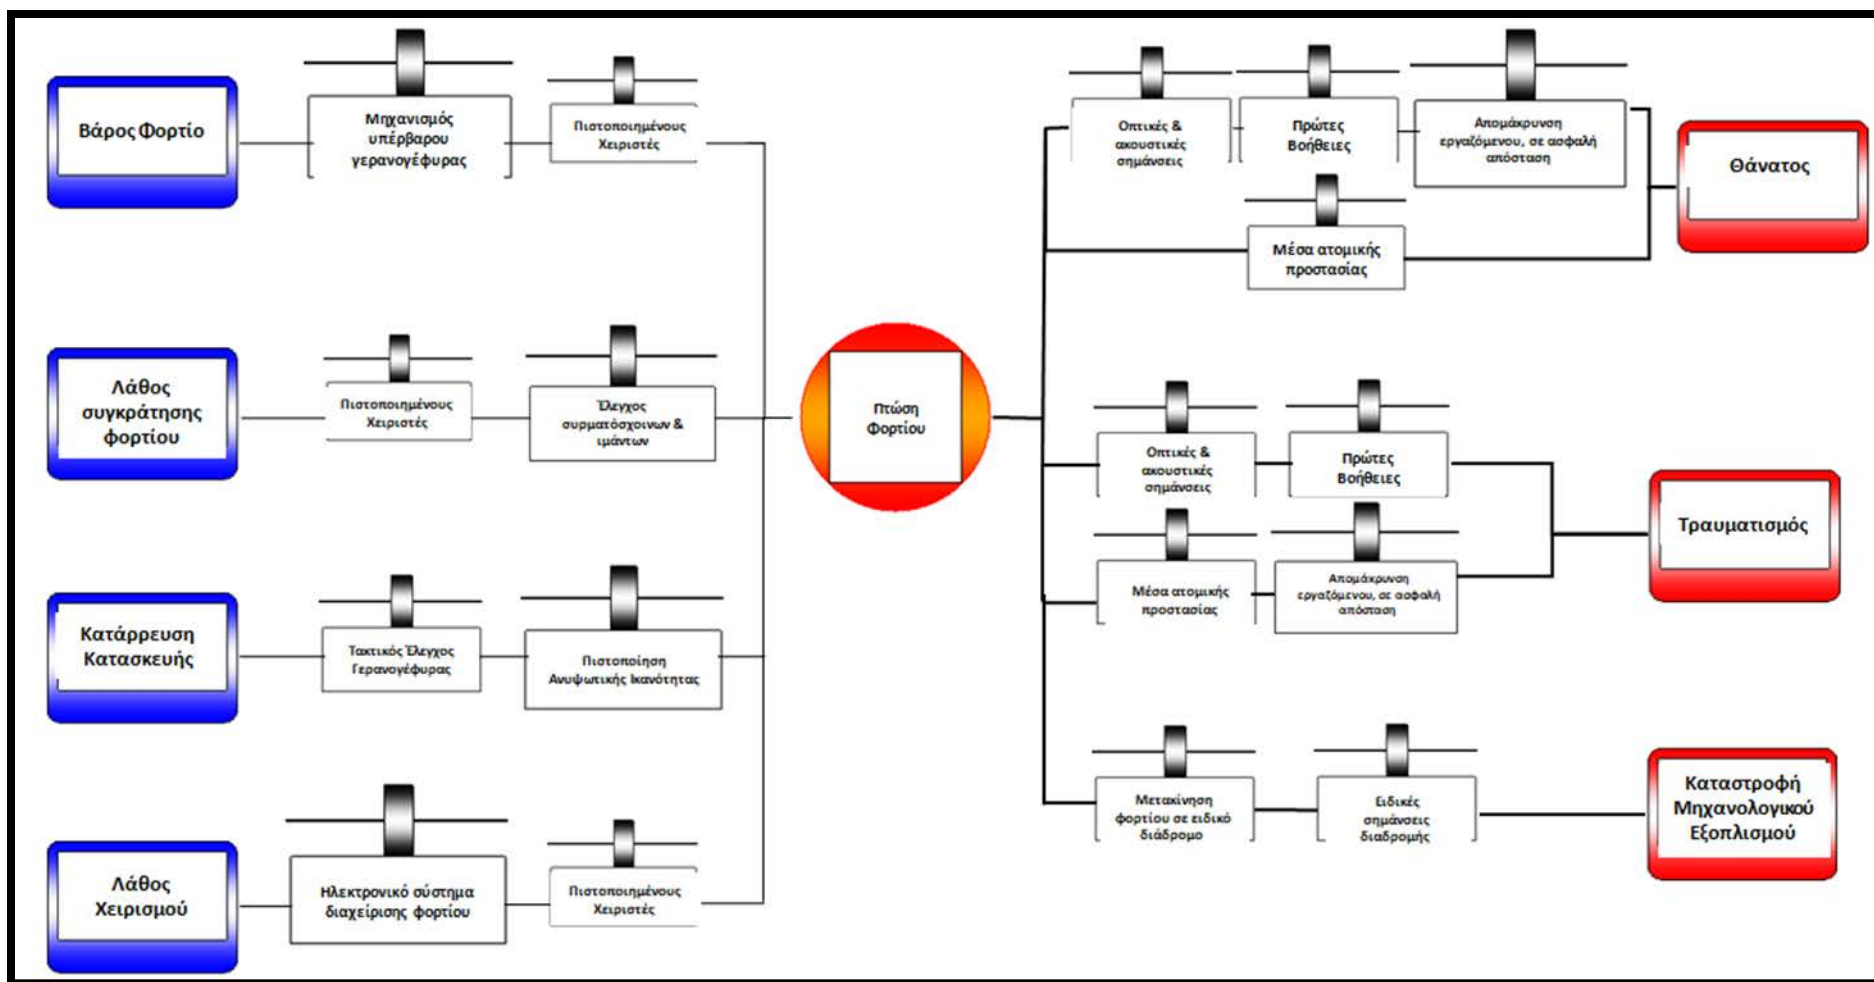 Βάρος Φορτίο
Μηχανισμός
υπέρβαρου
γερανογέφυρας
Πιστοποιημένους
Χειριστές
Λάθος
συγκράτησης
φορτίου
Πιστοποιημένους
Χειριστές
Έλεγχος
συρματόσχοινων &
ιμάντων
Κατάρρευση
Κατασκευής
Τακτικός Έλεγχος
Γερανογέφυρας
Πιστοποίηση
Ανυψωτικής Ικανότητας
Λάθος
Χειρισμού
Ηλεκτρονικό σύστημα
διαχείρισης φορτίου
Πιστοποιημένους
Χειριστές
Πτώση
Φορτίου
Οπτικές &
ακουστικές
σημάνσεις
Πρώτες
Βοήθειες
Απομάκρυνση
εργαζόμενου, σε ασφαλή
απόσταση
Μέσα ατομικής
προστασίας
Θάνατος
Οπτικές &
ακουστικές
σημάνσεις
Πρώτες
Βοήθειες
Μέσα ατομικής
προστασίας
Απομάκρυνση
εργαζόμενου, σε ασφαλή
απόσταση
Τραυματισμός
Μετακίνηση
φορτίου σε ειδικό
διάδρομο
Ειδικές
σημάνσεις
διαδρομής
Καταστροφή
Μηχανολογικού
Εξοπλισμού